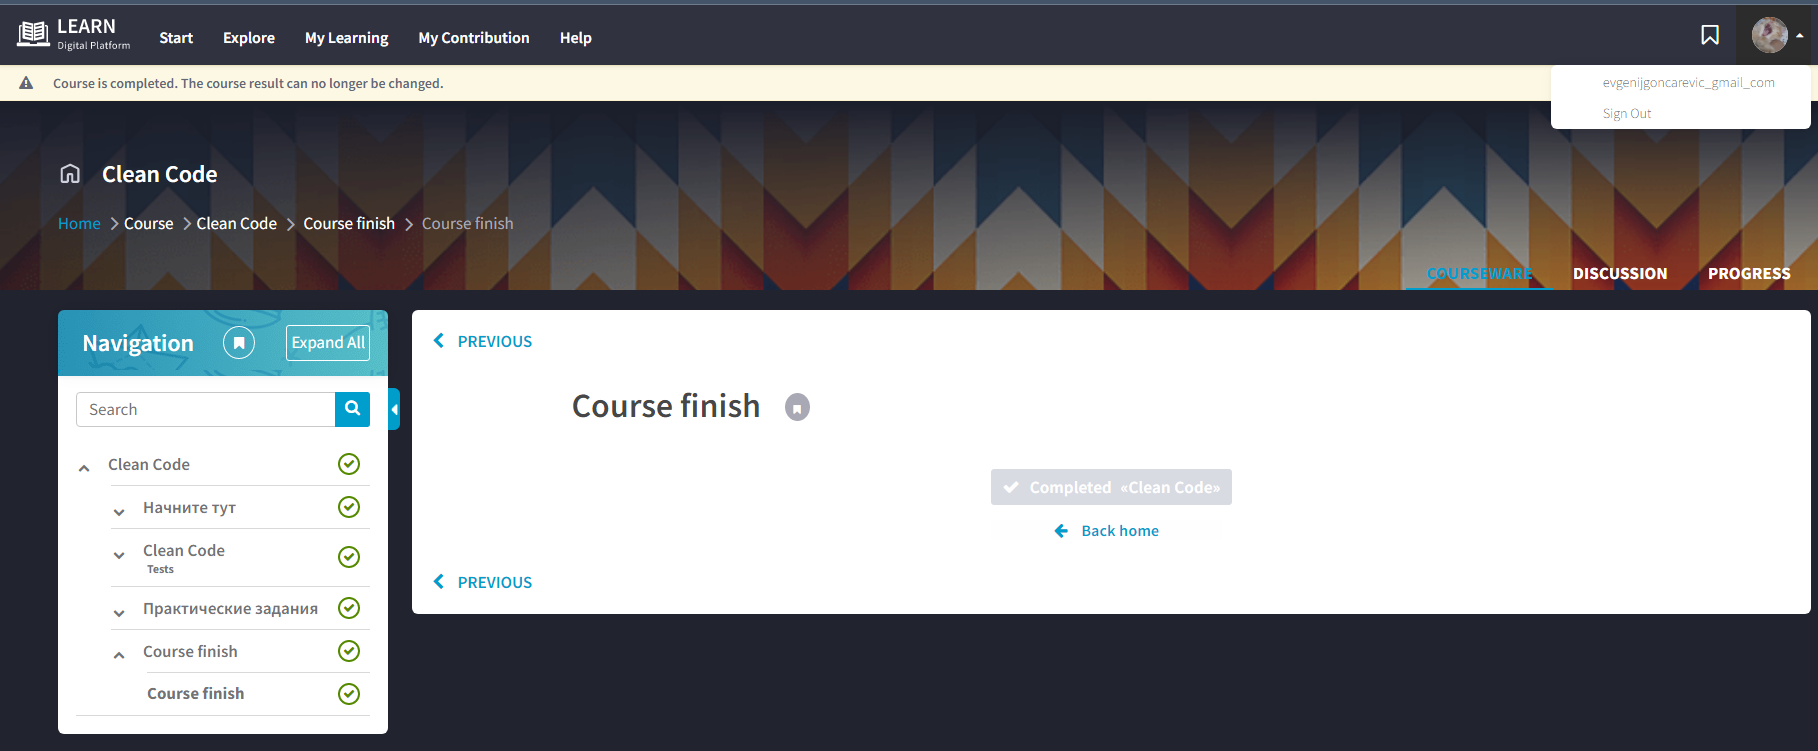 LEARN
Digital Platform
Start Explore My Learning My Contribution Help
Course is completed. The course result can no longer be changed.
evgenijgoncarevic_gmail_com
Sign Out
Clean Code
Home Course Clean Code Course finish Course finish
COURSEWARE DISCUSSION PROGRESS
Navigation Expand All
Search
Clean Code
Начните тут
Clean Code
Tests
Практические задания
Course finish
Course finish
PREVIOUS
Course finish
Completed «Clean Code»
Back home
PREVIOUS